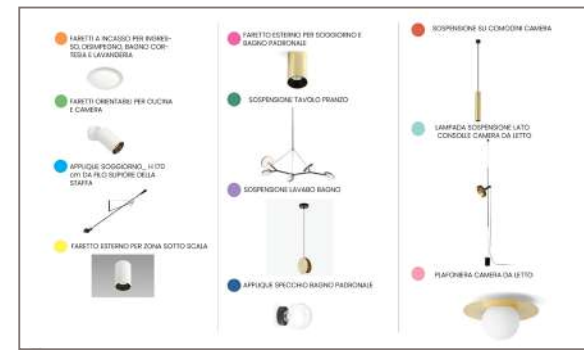 FARETTI A INCASSO PER INGRES-
SO, DISIMPEGNO, BAGNO COR-
TESIA E LAVANDERIA
FARETTI ORIENTABILI PER CUCINA
E CAMERA
APPLIQUE SOGGIORNO_ H.170
cm DA FILO SUPIORE DELLA
STAFFA
FARETTO ESTERNO PER ZONA SOTTO SCALA
FARETTO ESTERNO PER SOGGIORNO E
BAGNO PADRONALE
SOSPENSIONE TAVOLO PRANZO
SOSPENSIONE LAVABO BAGNO
APPLIQUE SPECCHIO BAGNO PADRONALE
SOSPENSIONE SU COMODINI CAMERA
LAMPADA SOSPENSIONE LATO
CONSOLLE CAMERA DA LETTO
PLAFONIERA CAMERA DA LETTO